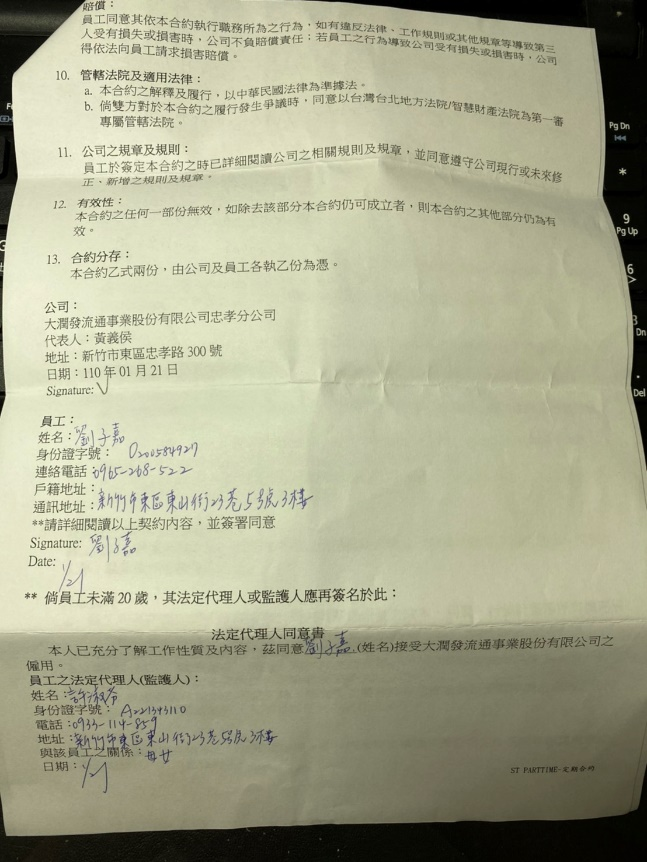 賠償：
員工同意其依本合約執行職務所為之行為，如有違反法律、工作規則或其他規章等導致第三
人受有損失或損害時，公司不負賠償責任；若員工之行為導致公司受有損失或損害時，公司
得依法向員工請求損害賠償。
10. 管轄法院及適用法律：
a. 本合約之解釋及履行，以中華民國法律為準據法。
b. 倘雙方對於本合約之履行發生爭議時，同意以台灣台北地方法院/智慧財產法院為第一審
專屬管轄法院。
11. 公司之規章及規則：
員工於簽定本合約之時已詳細閱讀公司之相關規則及規章，並同意遵守公司現行或未來修
正、新增之規則及規章。
12. 有效性：
本合約之任何一部份無效，如除去該部分本合約仍可成立者，則本合約之其他部分仍為有
效。
13. 合約分存：
本合約乙式兩份，由公司及員工各執乙份為憑。
公司：
大潤發流通事業股份有限公司忠孝分公司
代表人：黃義侯
地址：新竹市東區忠孝路 300 號
日期：110 年 01 月 21 日
Signature:
員工：
姓名：劉子嘉
身份證字號： O200584927
連絡電話：0965-268-522
戶籍地址：
通訊地址：新竹市東區東山街23巷5號3樓
**請詳細閱讀以上契約內容，並簽署同意
Signature: 劉子嘉
Date:
1/21
** 倘員工未滿 20 歲，其法定代理人或監護人應再簽名於此：
法定代理人同意書
本人已充分了解工作性質及內容，茲同意劉子嘉(姓名)接受大潤發流通事業股份有限公司之
僱用。
員工之法定代理人(監護人)：
姓名：許淑
身份證字號： A221343110
電話：0933-114-859
地址：新竹市東區東山街23巷5號3樓
與該員工之關係：母女
日期：1/21
ST PARTTIME-定期合約
Pg Dn
*
9
Pg Up
6
Dn
Del